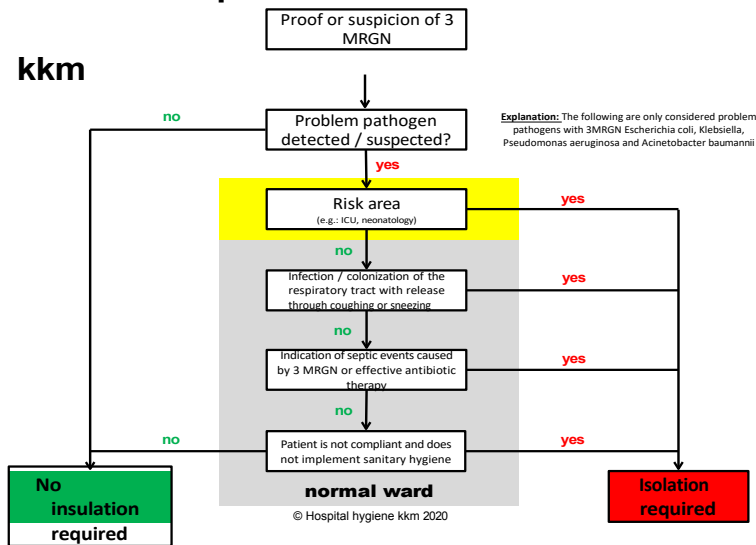 Proof or suspicion of 3
MRGN
kkm
no
Problem pathogen
detected / suspected?
Explanation: The following are only considered problem
pathogens with 3MRGN Escherichia coli, Klebsiella,
Pseudomonas aeruginosa and Acinetobacter baumannii
yes
Risk area
(e.g.: ICU, neonatology)
yes
no
Infection / colonization of the
respiratory tract with release
through coughing or sneezing
yes
no
Indication of septic events caused
by 3 MRGN or effective antibiotic
therapy
yes
no
no
Patient is not compliant and does
not implement sanitary hygiene
yes
No
insulation
required
normal ward
© Hospital hygiene kkm 2020
Isolation
required